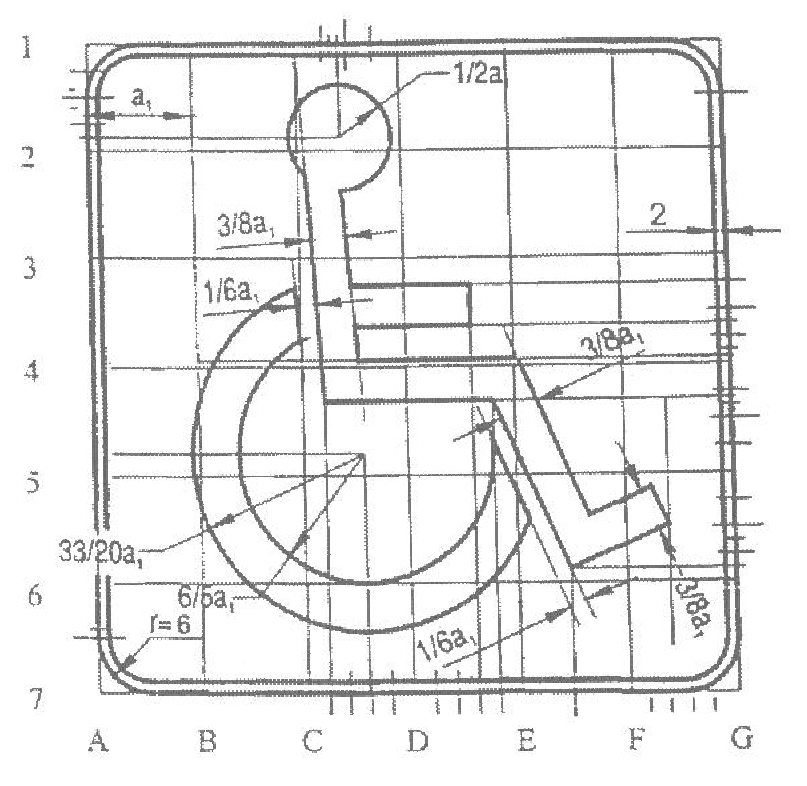 1
1/2a
a₁
2
3/8a₁
2
3
1/6a₁
3/8a₁
4
5
33/20a₁
6/5a₁
6
r=6
3/8a₁
1/6a₁
7
A B C D E F G